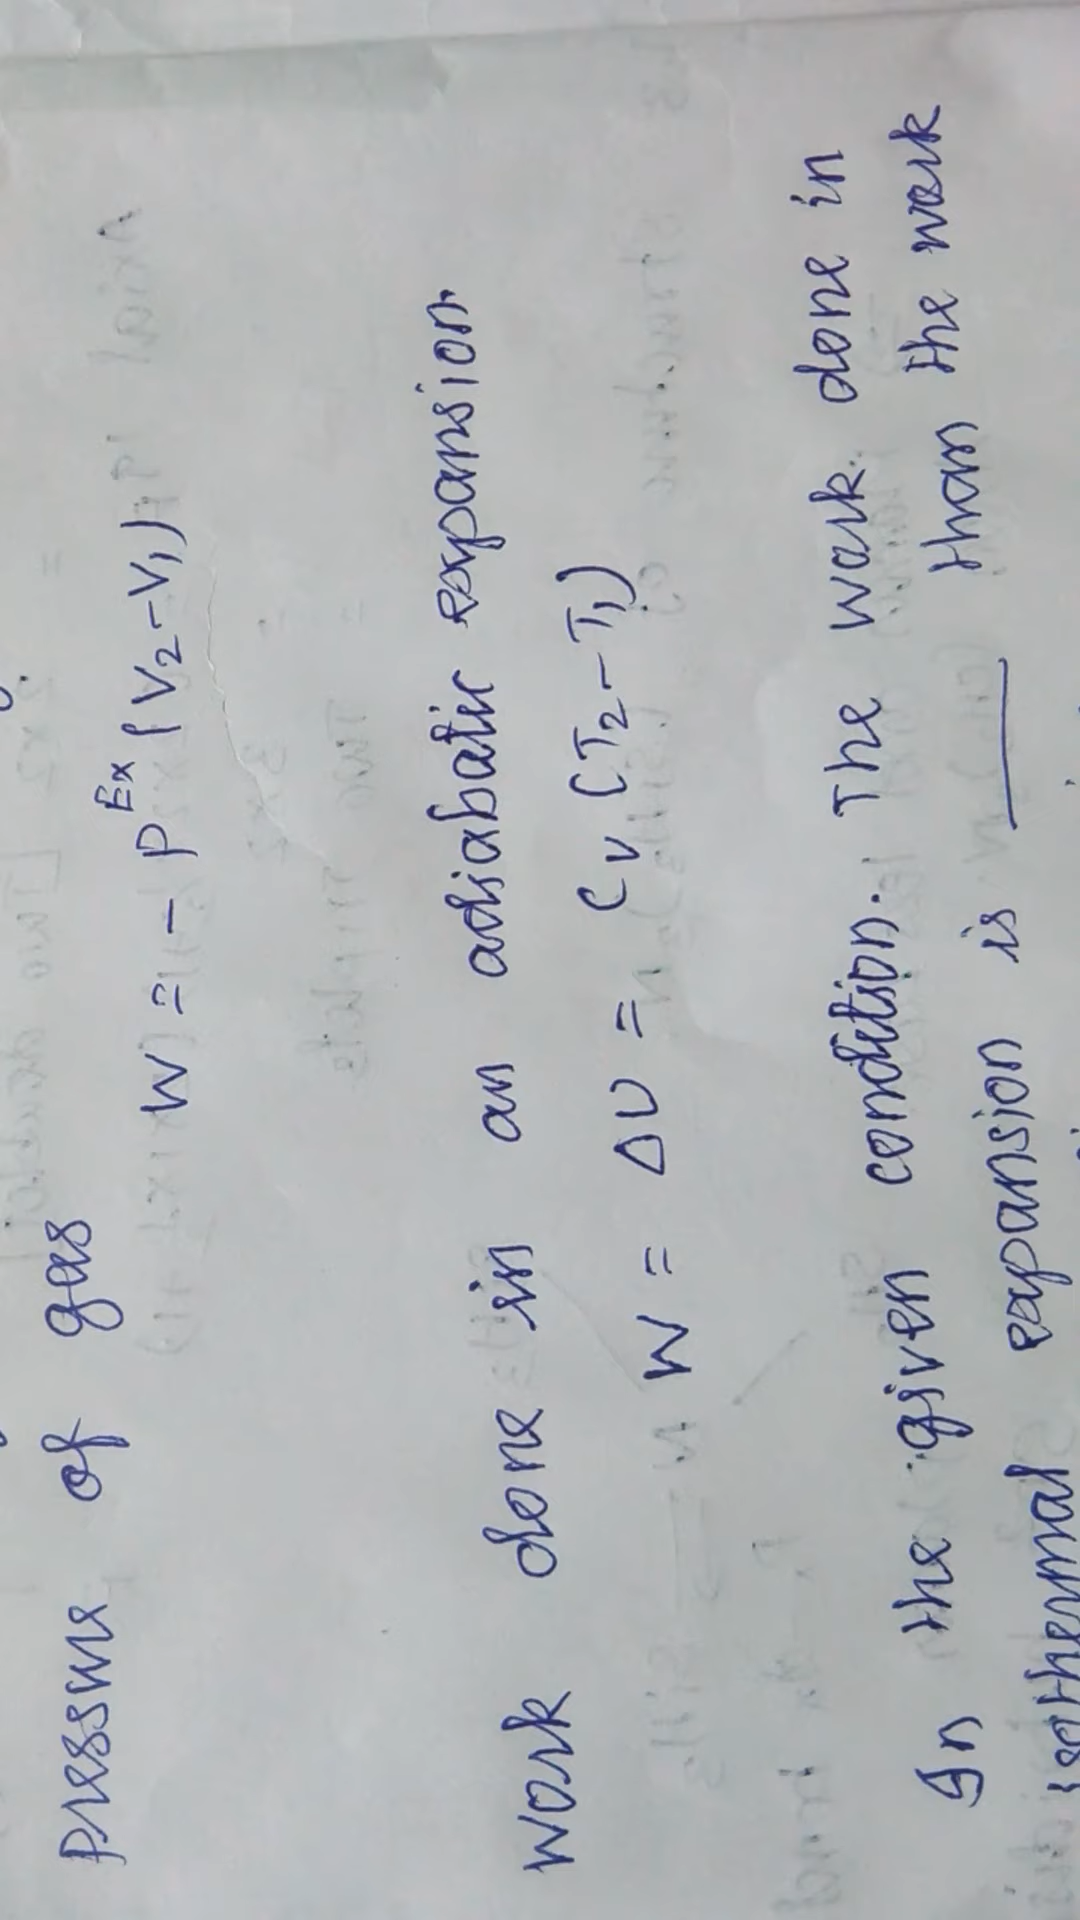 pressure of gas
W = - P^Ex (V₂-V₁)
Work done in an adiabatic expansion.
W = ΔU = Cv (T₂-T₁)
In the given condition. The work done in
isothermal expansion is ____ than the work